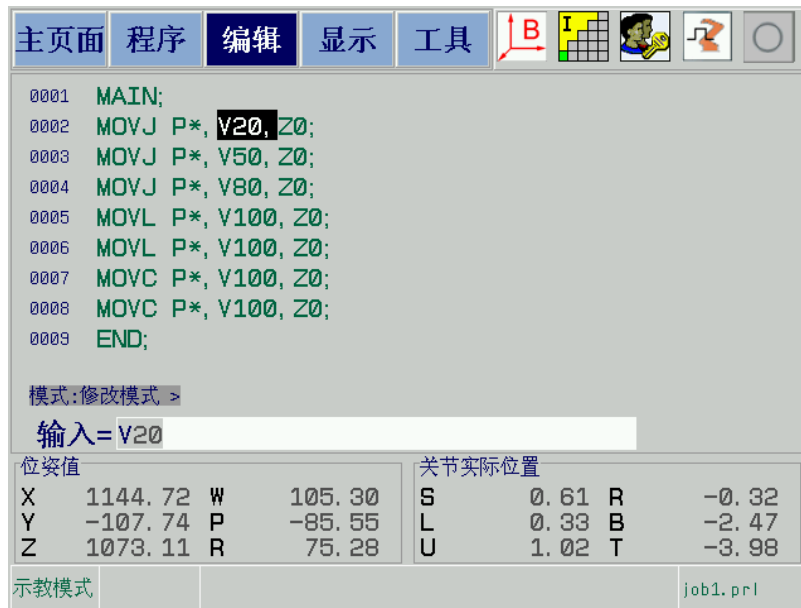 主页面 程序 编辑 显示 工具 B I
0001 MAIN;
0002 MOVJ P*, V20, Z0;
0003 MOVJ P*, V50, Z0;
0004 MOVJ P*, V80, Z0;
0005 MOVL P*, V100, Z0;
0006 MOVL P*, V100, Z0;
0007 MOVC P*, V100, Z0;
0008 MOVC P*, V100, Z0;
0009 END;
模式:修改模式 >
输入= V20
位姿值 关节实际位置
X 1144.72 W 105.30 S 0.61 R -0.32
Y -107.74 P -85.55 L 0.33 B -2.47
Z 1073.11 R 75.28 U 1.02 T -3.98
示教模式 job1.prl